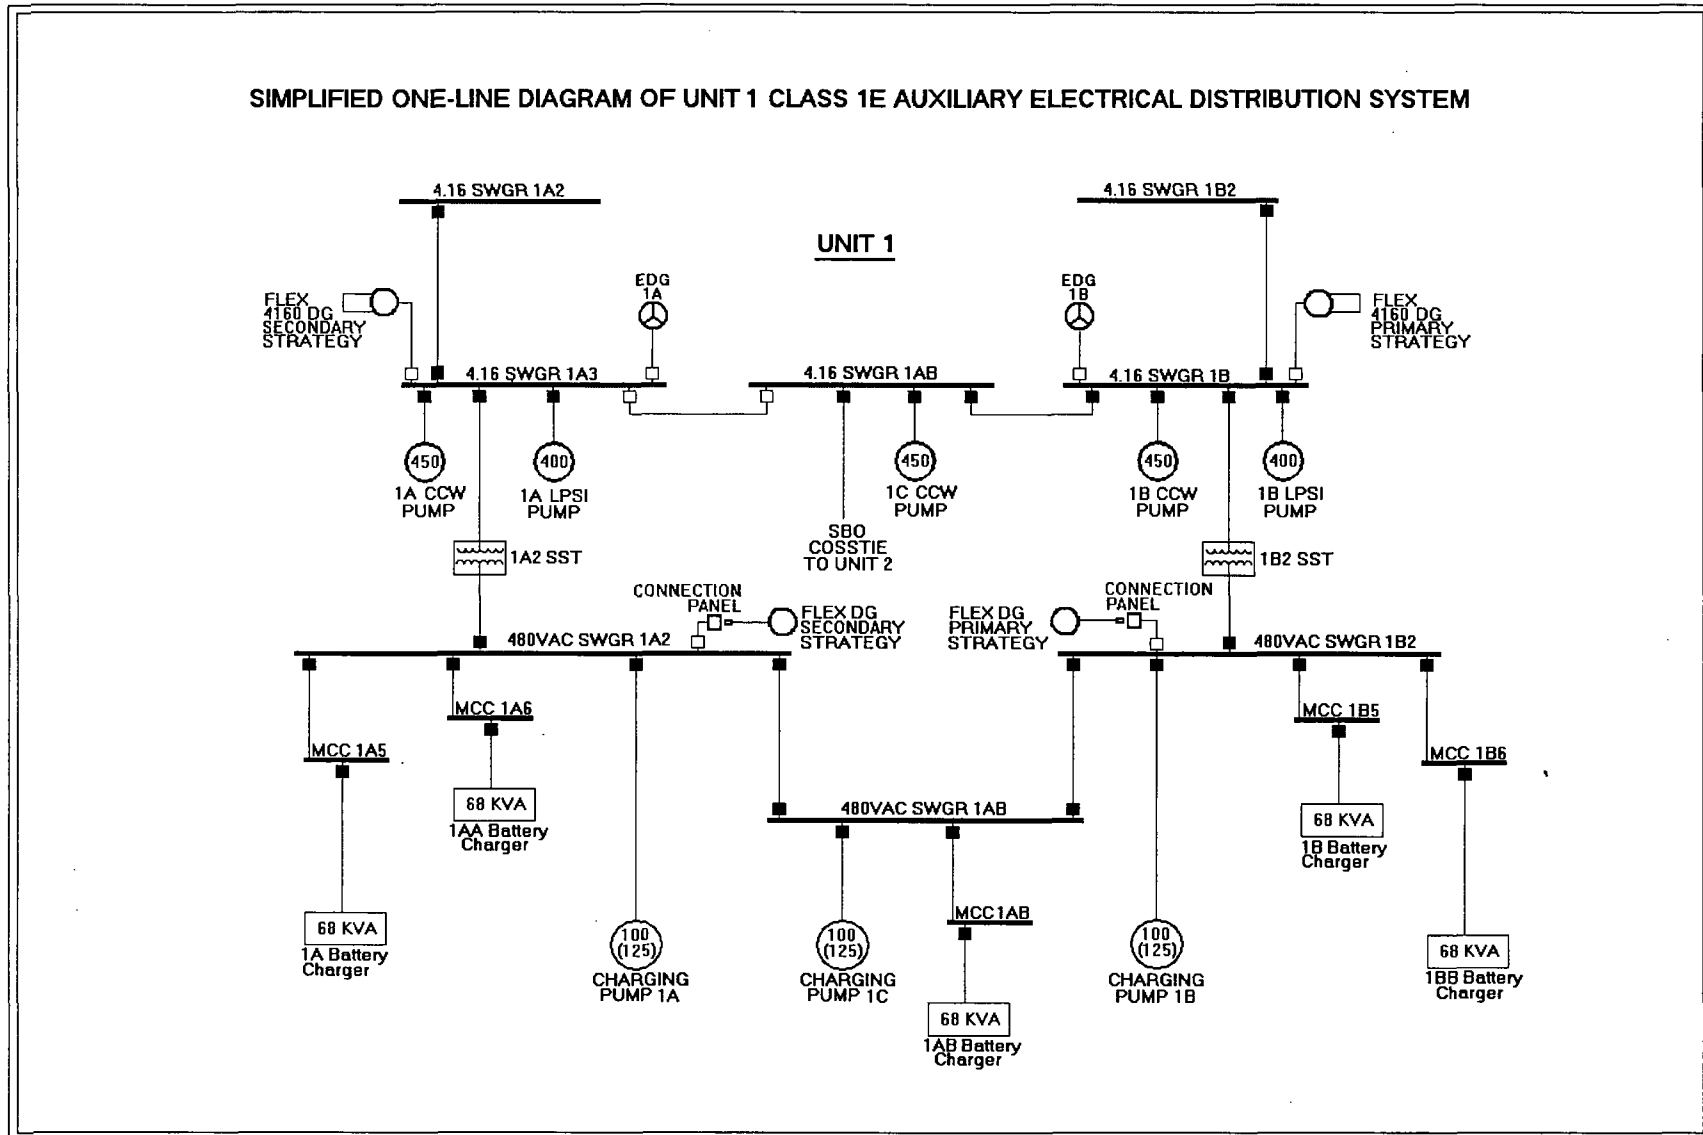 SIMPLIFIED ONE-LINE DIAGRAM OF UNIT 1 CLASS 1E AUXILIARY ELECTRICAL DISTRIBUTION SYSTEM
4.16 SWGR 1A2
4.16 SWGR 1B2
UNIT 1
FLEX
4160 DG
SECONDARY
STRATEGY
EDG
1A
EDG
1B
FLEX
4160 DG
PRIMARY
STRATEGY
4.16 SWGR 1A3
4.16 SWGR 1AB
4.16 SWGR 1B
450
1A CCW
PUMP
400
1A LPSI
PUMP
450
1C CCW
PUMP
450
1B CCW
PUMP
400
1B LPSI
PUMP
SBO
COSSTIE
TO UNIT 2
1A2 SST
1B2 SST
CONNECTION
PANEL
FLEX DG
SECONDARY
STRATEGY
FLEX DG
PRIMARY
STRATEGY
CONNECTION
PANEL
480VAC SWGR 1A2
480VAC SWGR 1B2
MCC 1A6
MCC 1A5
MCC 1B5
MCC 1B6
68 KVA
1AA Battery
Charger
480VAC SWGR 1AB
68 KVA
1B Battery
Charger
68 KVA
1A Battery
Charger
100
(125)
CHARGING
PUMP 1A
100
(125)
CHARGING
PUMP 1C
MCC1AB
68 KVA
1AB Battery
Charger
100
(125)
CHARGING
PUMP 1B
68 KVA
1BB Battery
Charger